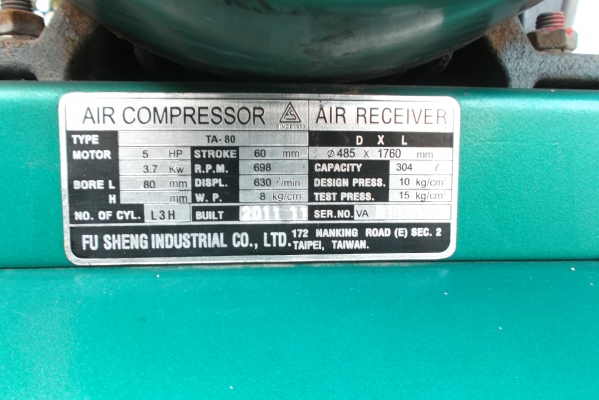 AIR COMPRESSOR AIR RECEIVER
TYPE TA-80 D X L
MOTOR 5 HP STROKE 60 mm ø485 X 1760 mm
3.7 Kw R.P.M. 698 CAPACITY 304 ℓ
BORE L 80 mm DISPL. 630 ℓ/min DESIGN PRESS. 10 kg/cm²
H mm W. P. 8 kg/cm² TEST PRESS. 15 kg/cm²
NO. OF CYL. L3H BUILT 2011 11 SER.NO. VA
FU SHENG INDUSTRIAL CO., LTD. 172 NANKING ROAD (E) SEC. 2
TAIPEI, TAIWAN.